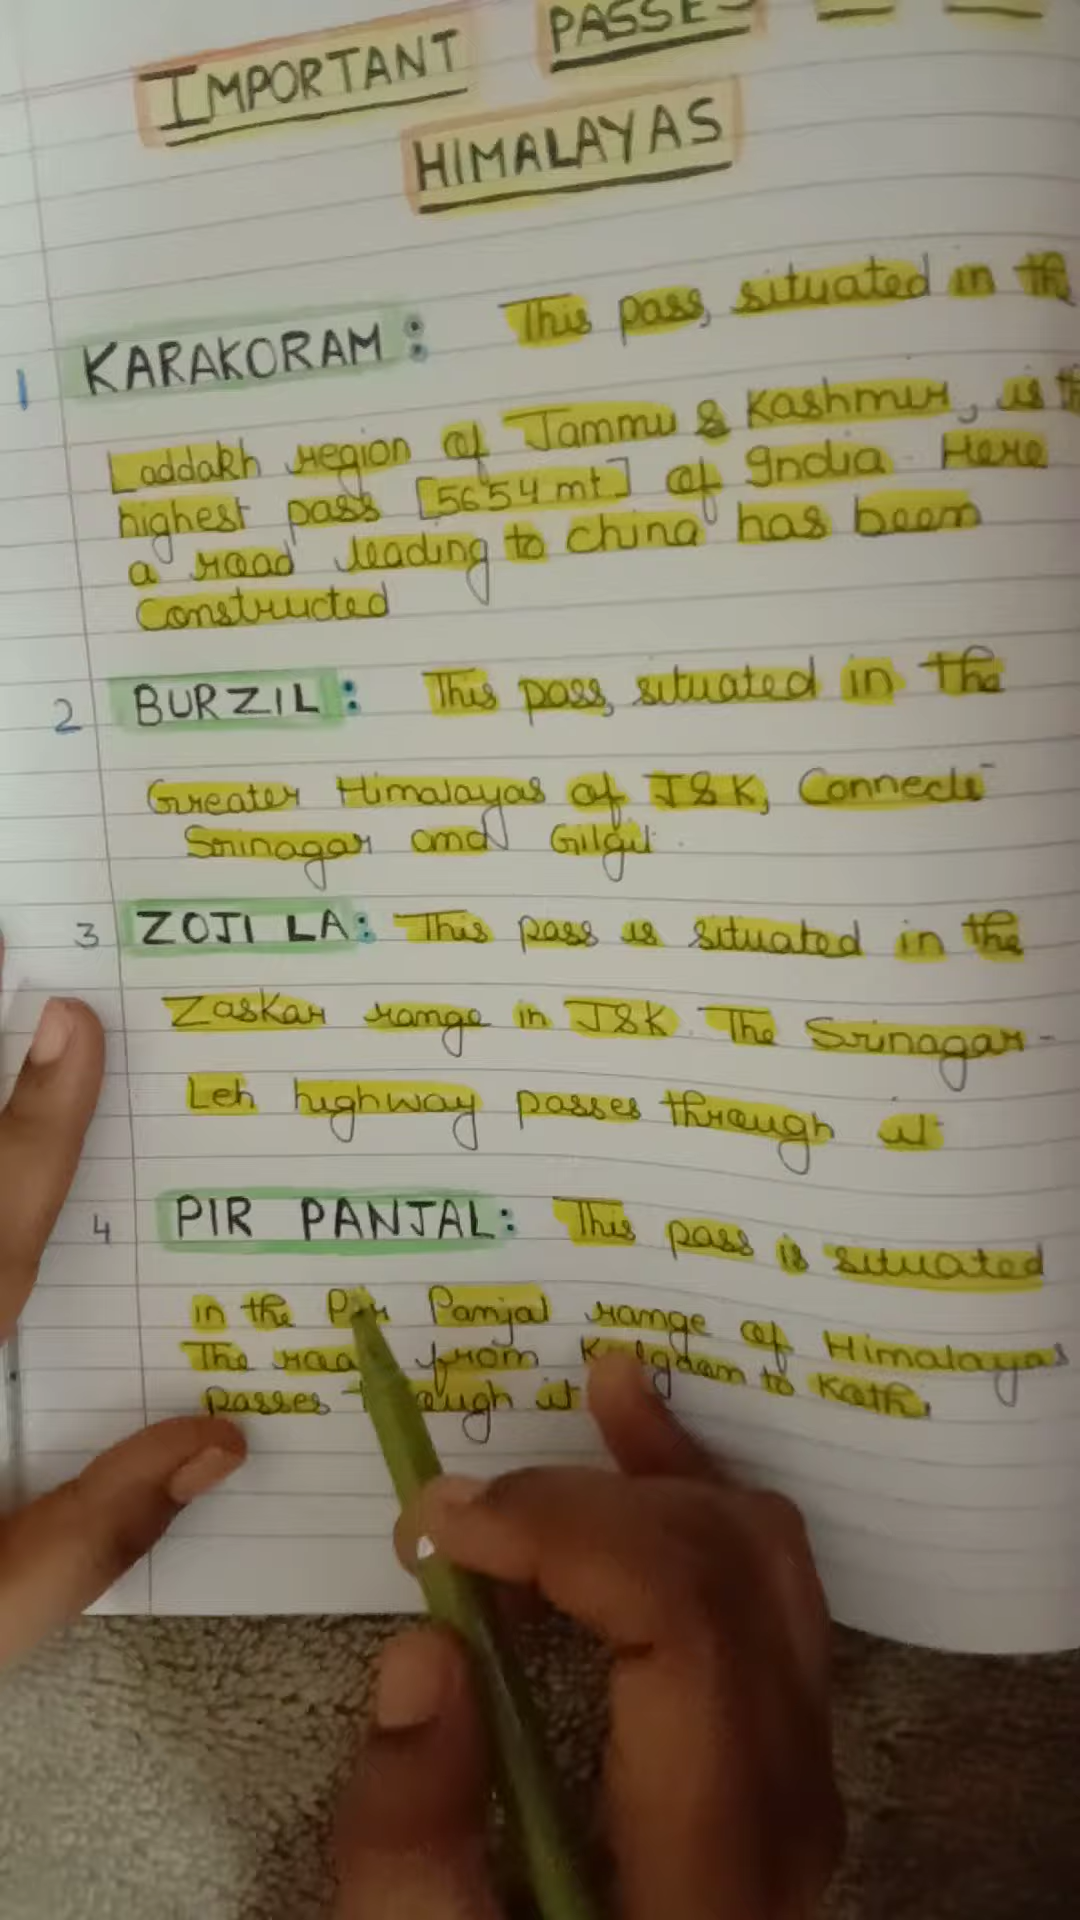 IMPORTANT PASSES
HIMALAYAS
1 KARAKORAM : This pass, situated in the
Laddakh region of Jammu & Kashmir, is the
highest pass [5654 mt] of India. Here
a road leading to china has been
Constructed
2 BURZIL : This pass, situated in the
Greater Himalayas of J&K, Connects
Srinagar and Gilgit.
3 ZOJI LA : This pass is situated in the
Zaskar range in J&K. The Srinagar-
Leh highway passes through it
4 PIR PANJAL : This pass is situated
in the Pir Panjal range of Himalayas
The road from to Kothi,
passes through it